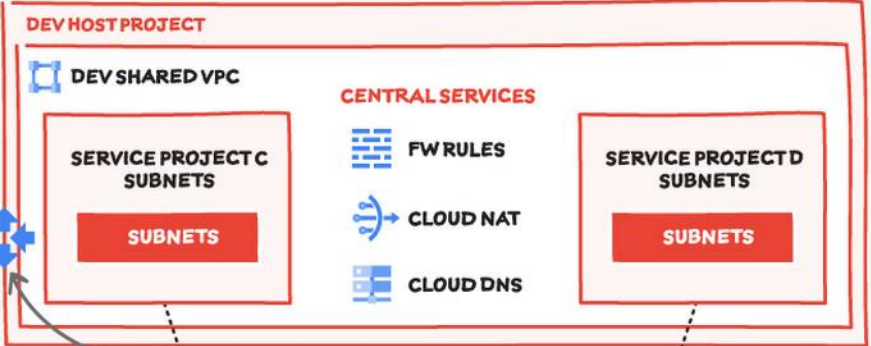 DEV HOST PROJECT
DEV SHARED VPC
CENTRAL SERVICES
SERVICE PROJECT C
SUBNETS
SUBNETS
FW RULES
CLOUD NAT
CLOUD DNS
SERVICE PROJECT D
SUBNETS
SUBNETS